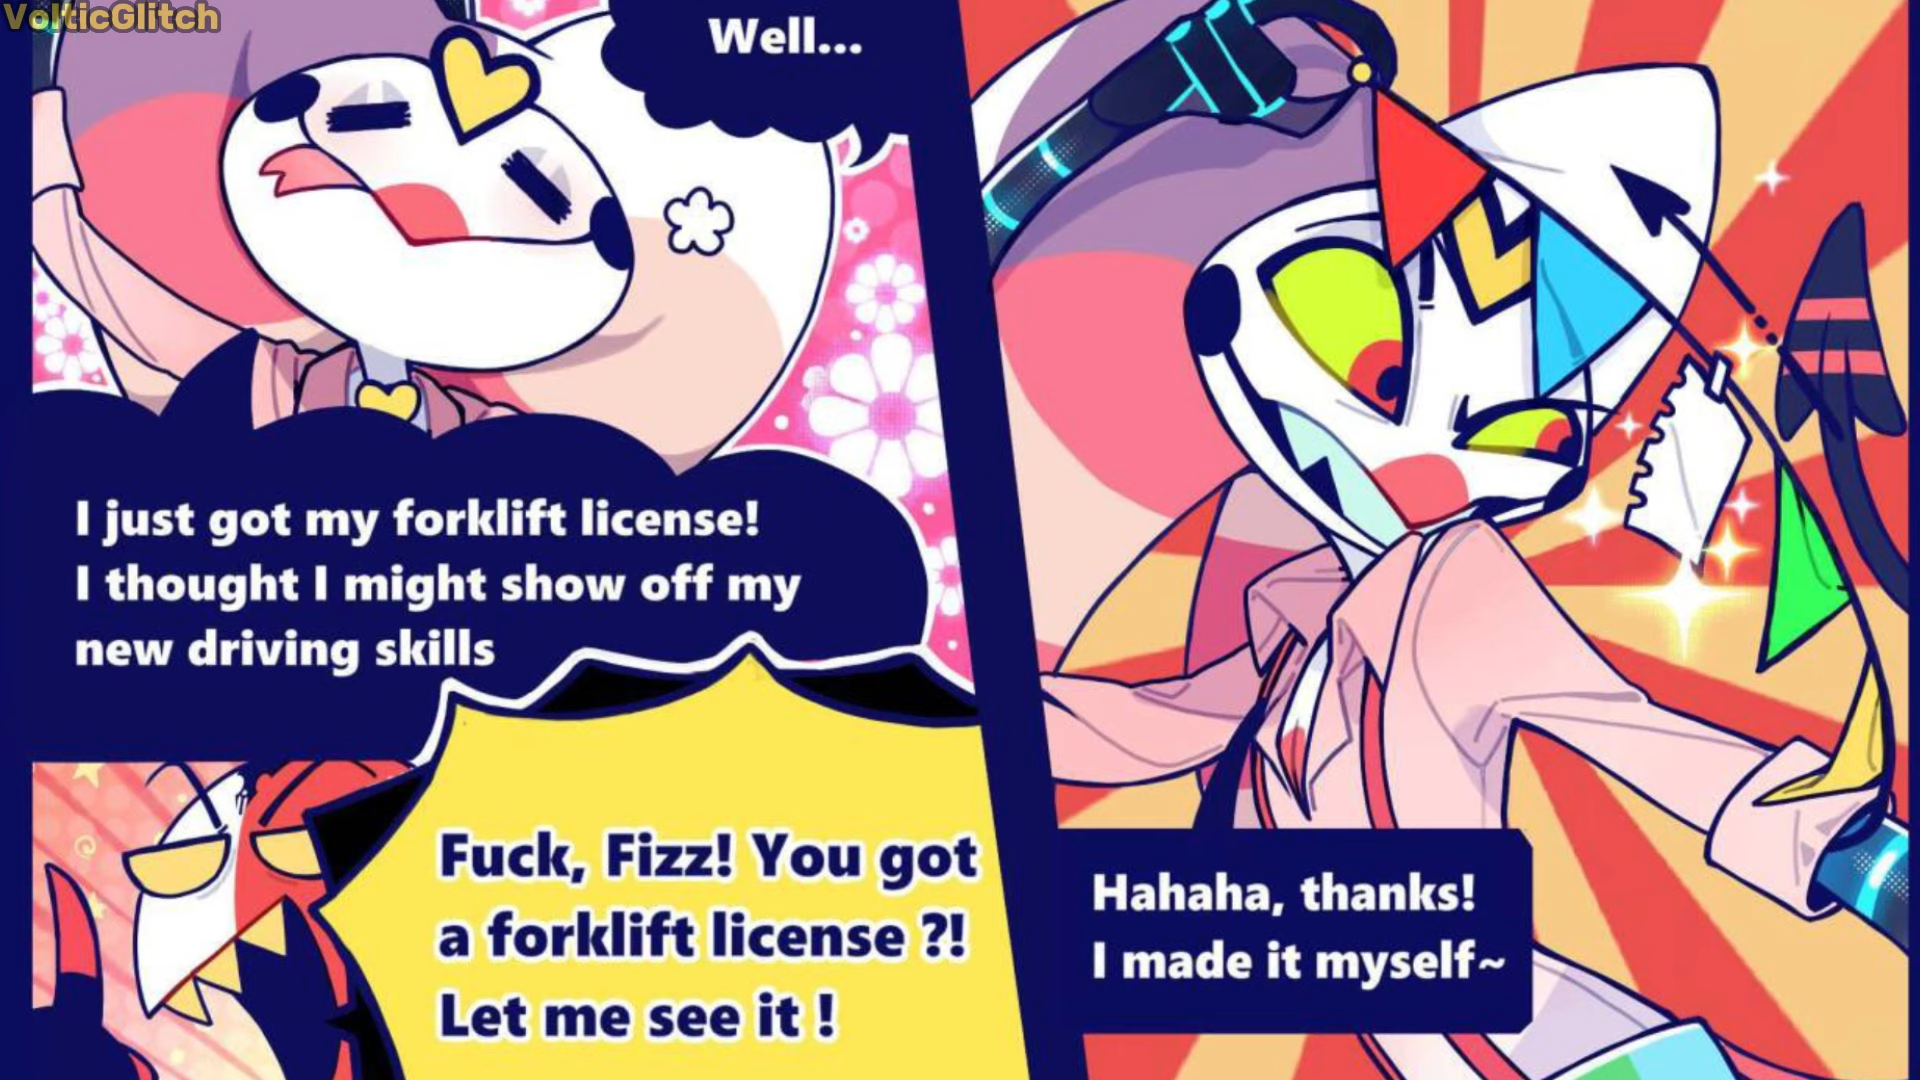 VolticGlitch
Well...
I just got my forklift license!
I thought I might show off my
new driving skills
Fuck, Fizz! You got
a forklift license ?!
Let me see it !
Hahaha, thanks!
I made it myself~